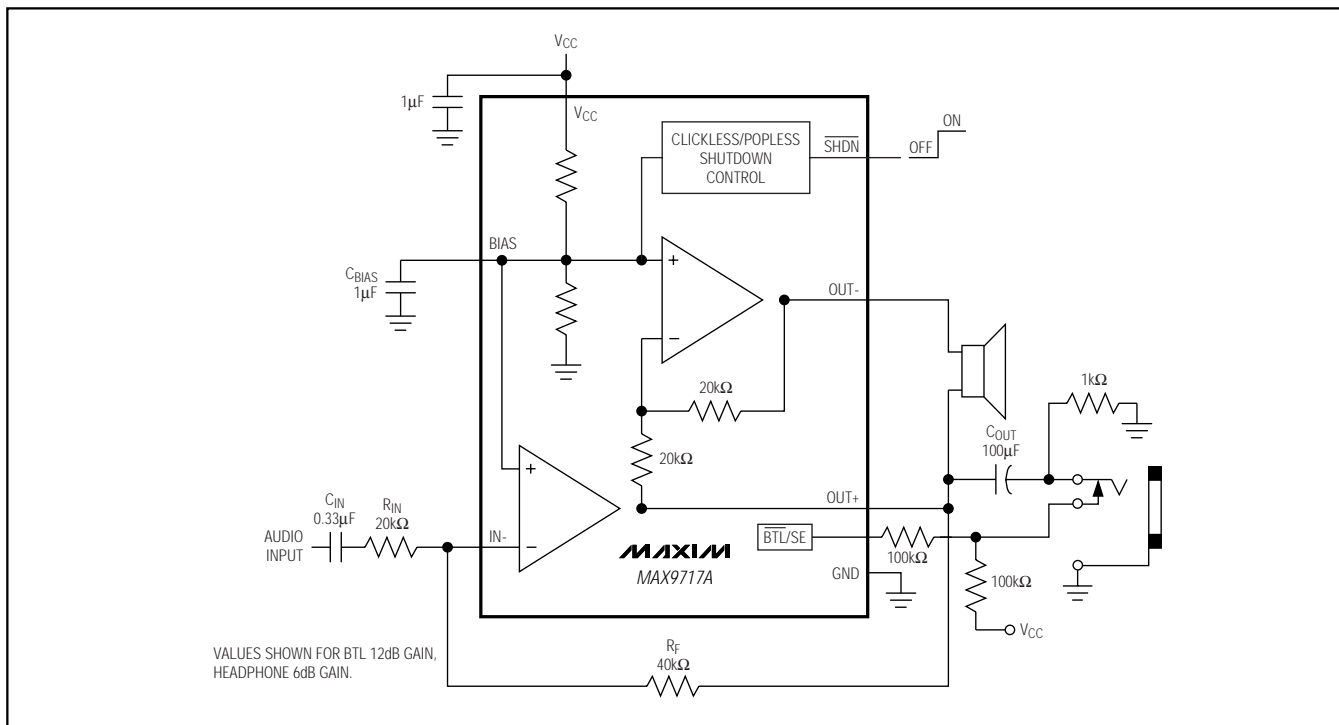 VCC
1µF
VCC
CLICKLESS/POPLESS
SHUTDOWN
CONTROL
SHDN
OFF
ON
BIAS
CBIAS
1µF
+
−
OUT-
20kΩ
20kΩ
1kΩ
COUT
100µF
+
−
OUT+
CIN
0.33µF
RIN
20kΩ
AUDIO
INPUT
IN-
MAXIM
MAX9717A
BTL/SE
100kΩ
GND
100kΩ
VCC
VALUES SHOWN FOR BTL 12dB GAIN,
HEADPHONE 6dB GAIN.
RF
40kΩ